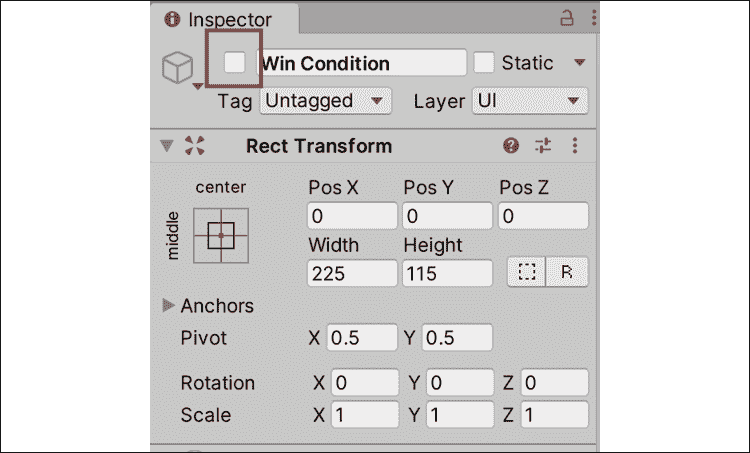 Inspector
Win Condition Static
Tag Untagged Layer UI
Rect Transform
center
middle
Pos X Pos Y Pos Z
0 0 0
Width Height
225 115 R
Anchors
Pivot X 0.5 Y 0.5
Rotation X 0 Y 0 Z 0
Scale X 1 Y 1 Z 1